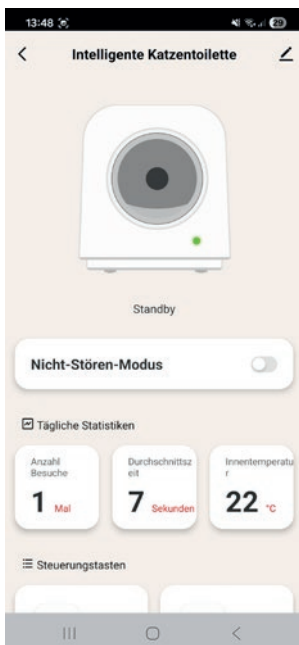 13:48
29
Intelligente Katzentoilette
Standby
Nicht-Stören-Modus
Tägliche Statistiken
Anzahl
Besuche
1 Mal
Durchschnittsz
eit
7 Sekunden
Innentemperatu
r
22 °C
Steuerungstasten